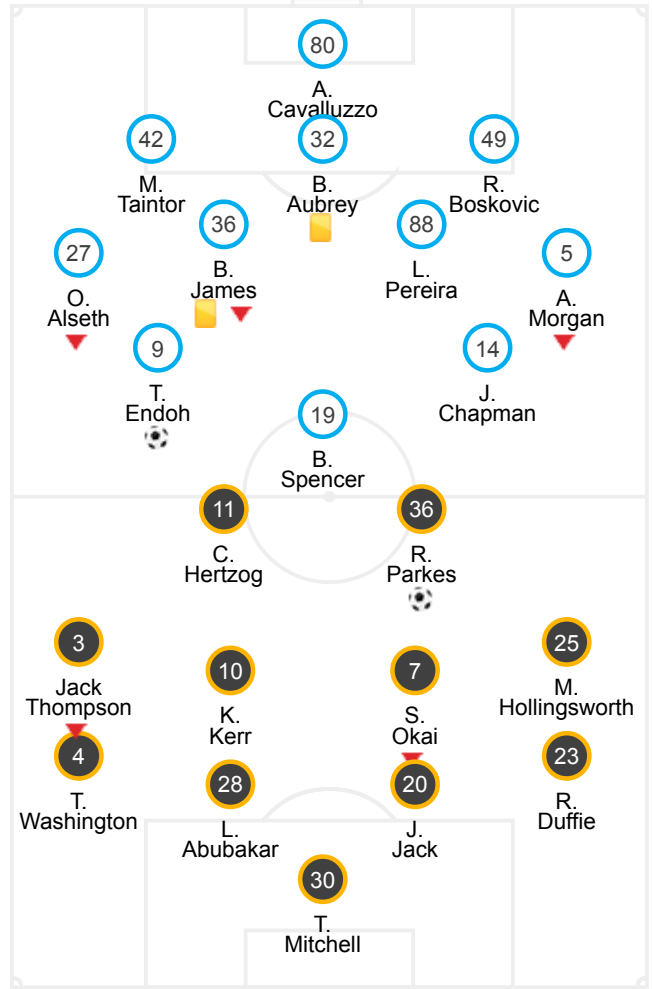 80
A.
Cavalluzzo
42
32
49
M.
Taintor
B.
Aubrey
R.
Boskovic
36
88
B.
James
L.
Pereira
27
5
O.
Alseth
A.
Morgan
9
14
T.
Endoh
J.
Chapman
19
B.
Spencer
11
36
C.
Hertzog
R.
Parkes
3
25
Jack
Thompson
M.
Hollingsworth
10
7
K.
Kerr
S.
Okai
4
23
T.
Washington
R.
Duffie
28
20
L.
Abubakar
J.
Jack
30
T.
Mitchell